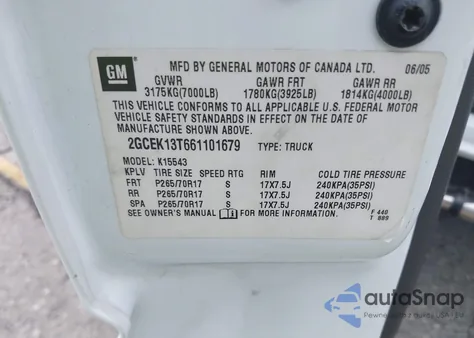 GM
MFD BY GENERAL MOTORS OF CANADA LTD. 06/05
GVWR GAWR FRT GAWR RR
3175KG(7000LB) 1780KG(3925LB) 1814KG(4000LB)
THIS VEHICLE CONFORMS TO ALL APPLICABLE U.S. FEDERAL MOTOR
VEHICLE SAFETY STANDARDS IN EFFECT ON THE DATE OF
MANUFACTURE SHOWN ABOVE.
2GCEK13T661101679 TYPE: TRUCK
MODEL: K15543
KPLV TIRE SIZE SPEED RTG RIM COLD TIRE PRESSURE
FRT P265/70R17 S 17X7.5J 240KPA(35PSI)
RR P265/70R17 S 17X7.5J 240KPA(35PSI)
SPA P265/70R17 S 17X7.5J 240KPA(35PSI)
SEE OWNER'S MANUAL FOR MORE INFORMATION
F 440
T 889
autoSnap